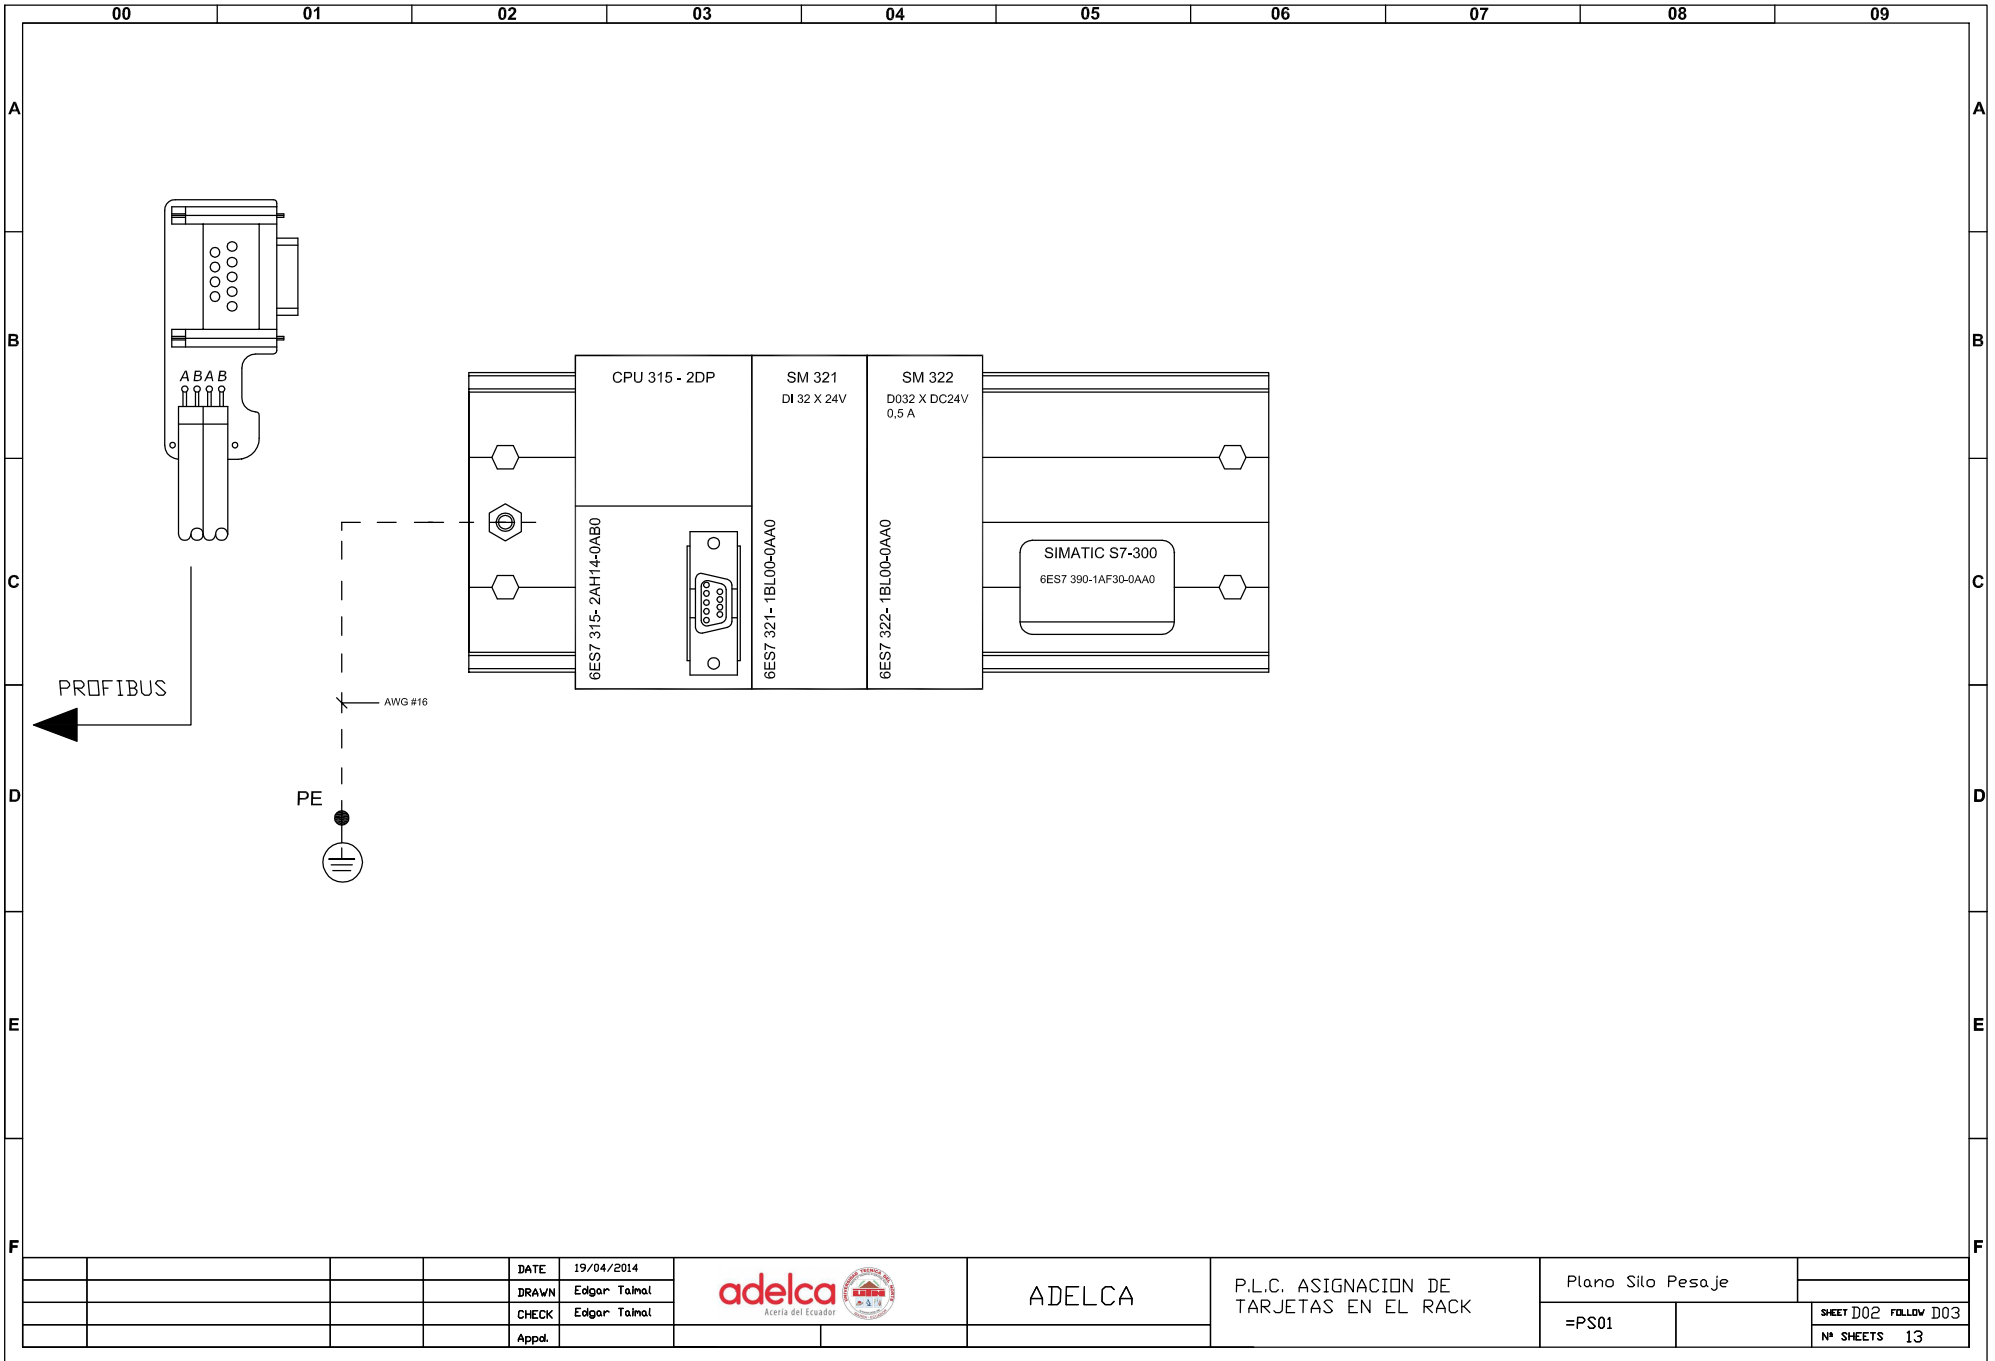 00 01 02 03 04 05 06 07 08 09
A A
B B
C C
D D
E E
F F
A B A B
PROFIBUS
PE
AWG #16
CPU 315 - 2DP
6ES7 315- 2AH14-0AB0
SM 321
DI 32 X 24V
6ES7 321- 1BL00-0AA0
SM 322
D032 X DC24V
0,5 A
6ES7 322- 1BL00-0AA0
SIMATIC S7-300
6ES7 390-1AF30-0AA0
DATE 19/04/2014
DRAWN Edgar Taimal
CHECK Edgar Taimal
Appd.
adelca
Acería del Ecuador
ADELCA
P.L.C. ASIGNACION DE
TARJETAS EN EL RACK
Plano Silo Pesaje
=PS01
SHEET D02 FOLLOW D03
Nº SHEETS 13